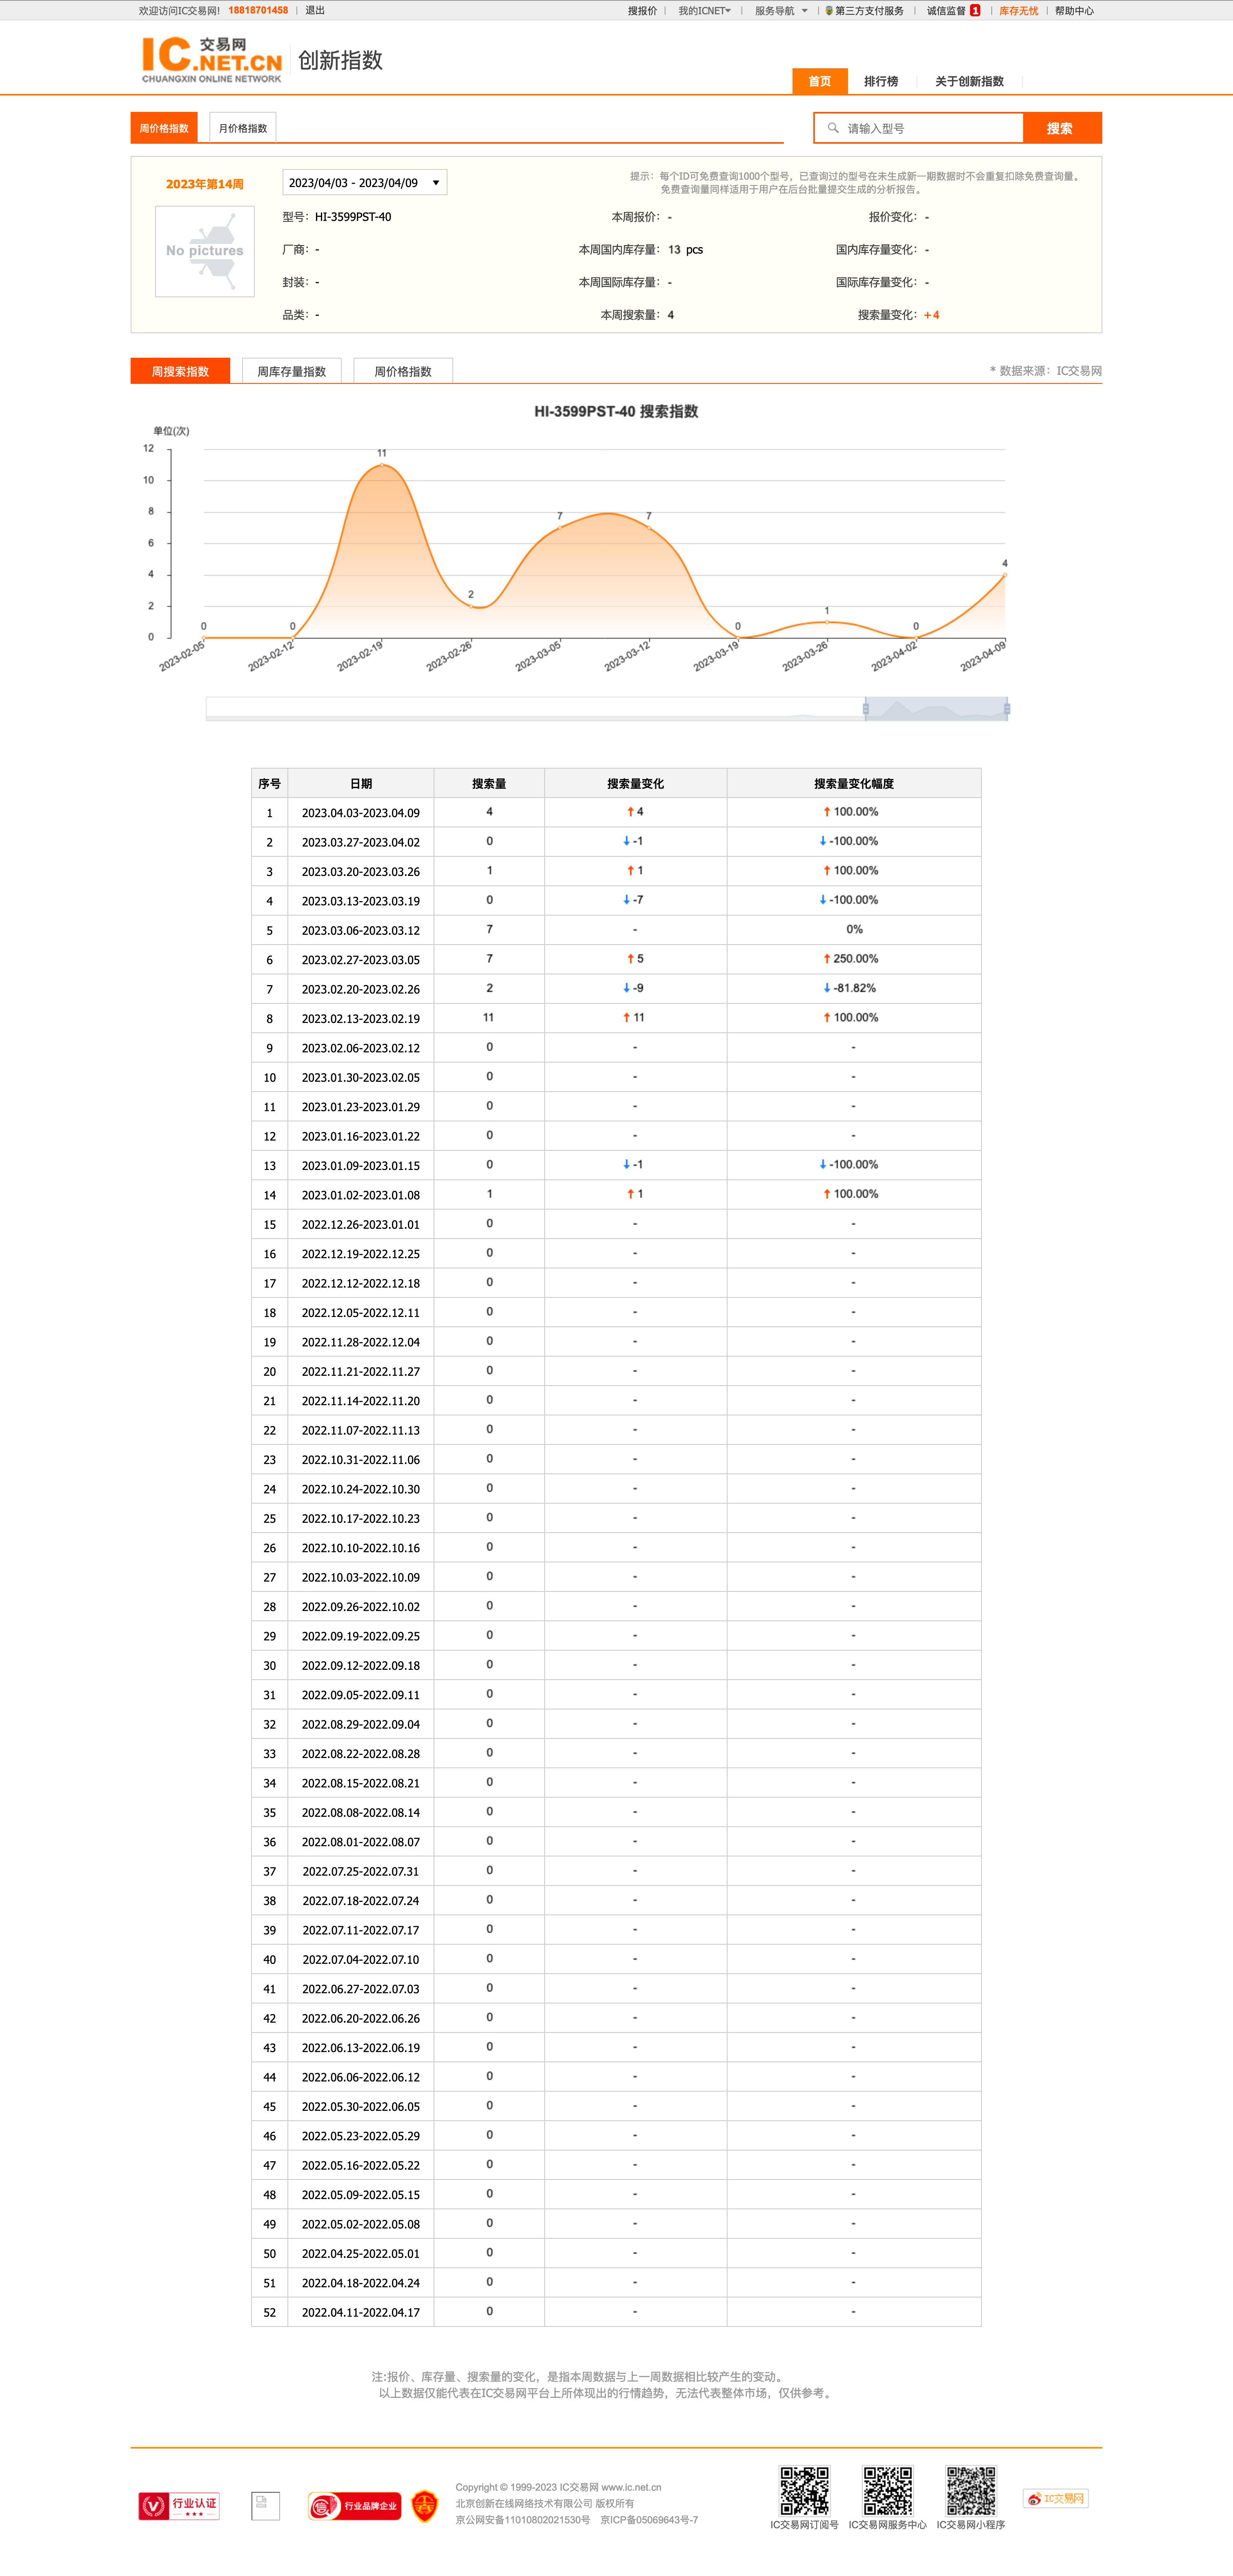 欢迎访问IC交易网! 18818701458 | 退出 搜报价 | 我的ICNET | 服务导航 | 第三方支付服务 | 诚信监督 1 | 库存无忧 | 帮助中心
IC 交易网 .NET.CN
CHUANGXIN ONLINE NETWORK
创新指数
首页 排行榜 关于创新指数
周价格指数 月价格指数 请输入型号 搜索
2023年第14周 2023/04/03 - 2023/04/09
提示：每个ID可免费查询1000个型号，已查询过的型号在未生成新一期数据时不会重复扣除免费查询量。
免费查询量同样适用于用户在后台批量提交生成的分析报告。
No pictures
型号：HI-3599PST-40 本周报价：- 报价变化：-
厂商：- 本周国内库存量：13 pcs 国内库存量变化：-
封装：- 本周国际库存量：- 国际库存量变化：-
品类：- 本周搜索量：4 搜索量变化：+4
周搜索指数 周库存量指数 周价格指数 * 数据来源：IC交易网
HI-3599PST-40 搜索指数
单位(次)
12
10
8
6
4
2
0
0 0 11 2 7 7 0 1 0 4
2023-02-05 2023-02-12 2023-02-19 2023-02-26 2023-03-05 2023-03-12 2023-03-19 2023-03-26 2023-04-02 2023-04-09
序号 日期 搜索量 搜索量变化 搜索量变化幅度
1 2023.04.03-2023.04.09 4 ↑ 4 ↑ 100.00%
2 2023.03.27-2023.04.02 0 ↓ -1 ↓ -100.00%
3 2023.03.20-2023.03.26 1 ↑ 1 ↑ 100.00%
4 2023.03.13-2023.03.19 0 ↓ -7 ↓ -100.00%
5 2023.03.06-2023.03.12 7 - 0%
6 2023.02.27-2023.03.05 7 ↑ 5 ↑ 250.00%
7 2023.02.20-2023.02.26 2 ↓ -9 ↓ -81.82%
8 2023.02.13-2023.02.19 11 ↑ 11 ↑ 100.00%
9 2023.02.06-2023.02.12 0 - -
10 2023.01.30-2023.02.05 0 - -
11 2023.01.23-2023.01.29 0 - -
12 2023.01.16-2023.01.22 0 - -
13 2023.01.09-2023.01.15 0 ↓ -1 ↓ -100.00%
14 2023.01.02-2023.01.08 1 ↑ 1 ↑ 100.00%
15 2022.12.26-2023.01.01 0 - -
16 2022.12.19-2022.12.25 0 - -
17 2022.12.12-2022.12.18 0 - -
18 2022.12.05-2022.12.11 0 - -
19 2022.11.28-2022.12.04 0 - -
20 2022.11.21-2022.11.27 0 - -
21 2022.11.14-2022.11.20 0 - -
22 2022.11.07-2022.11.13 0 - -
23 2022.10.31-2022.11.06 0 - -
24 2022.10.24-2022.10.30 0 - -
25 2022.10.17-2022.10.23 0 - -
26 2022.10.10-2022.10.16 0 - -
27 2022.10.03-2022.10.09 0 - -
28 2022.09.26-2022.10.02 0 - -
29 2022.09.19-2022.09.25 0 - -
30 2022.09.12-2022.09.18 0 - -
31 2022.09.05-2022.09.11 0 - -
32 2022.08.29-2022.09.04 0 - -
33 2022.08.22-2022.08.28 0 - -
34 2022.08.15-2022.08.21 0 - -
35 2022.08.08-2022.08.14 0 - -
36 2022.08.01-2022.08.07 0 - -
37 2022.07.25-2022.07.31 0 - -
38 2022.07.18-2022.07.24 0 - -
39 2022.07.11-2022.07.17 0 - -
40 2022.07.04-2022.07.10 0 - -
41 2022.06.27-2022.07.03 0 - -
42 2022.06.20-2022.06.26 0 - -
43 2022.06.13-2022.06.19 0 - -
44 2022.06.06-2022.06.12 0 - -
45 2022.05.30-2022.06.05 0 - -
46 2022.05.23-2022.05.29 0 - -
47 2022.05.16-2022.05.22 0 - -
48 2022.05.09-2022.05.15 0 - -
49 2022.05.02-2022.05.08 0 - -
50 2022.04.25-2022.05.01 0 - -
51 2022.04.18-2022.04.24 0 - -
52 2022.04.11-2022.04.17 0 - -
注:报价、库存量、搜索量的变化，是指本周数据与上一周数据相比较产生的变动。
以上数据仅能代表在IC交易网平台上所体现出的行情趋势，无法代表整体市场，仅供参考。
行业认证
信 行业品牌企业
Copyright © 1999-2023 IC交易网 www.ic.net.cn
北京创新在线网络技术有限公司 版权所有
京公网安备11010802021530号 京ICP备05069643号-7
IC交易网订阅号 IC交易网服务中心 IC交易网小程序
IC交易网